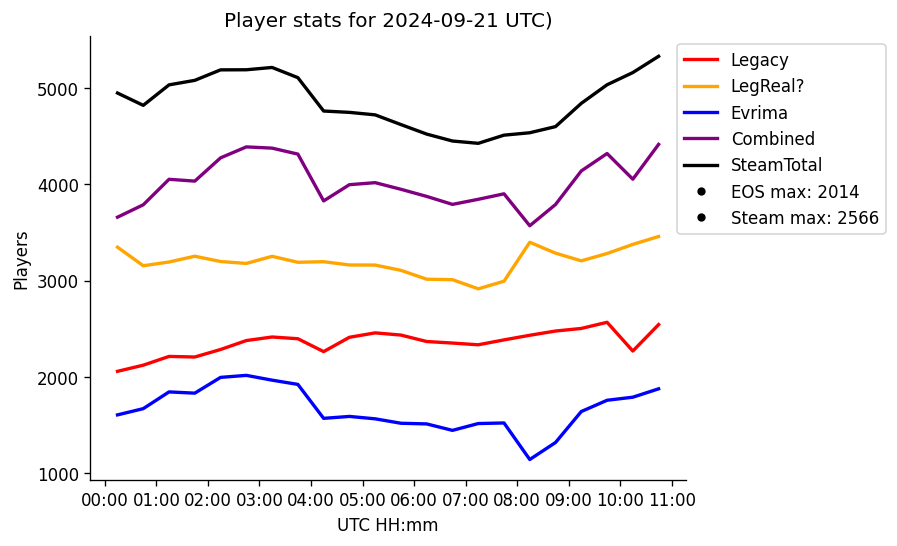 Player stats for 2024-09-21 UTC)
Legacy
LegReal?
Evrima
Combined
SteamTotal
EOS max: 2014
Steam max: 2566
Players
5000
4000
3000
2000
1000
00:00 01:00 02:00 03:00 04:00 05:00 06:00 07:00 08:00 09:00 10:00 11:00
UTC HH:mm